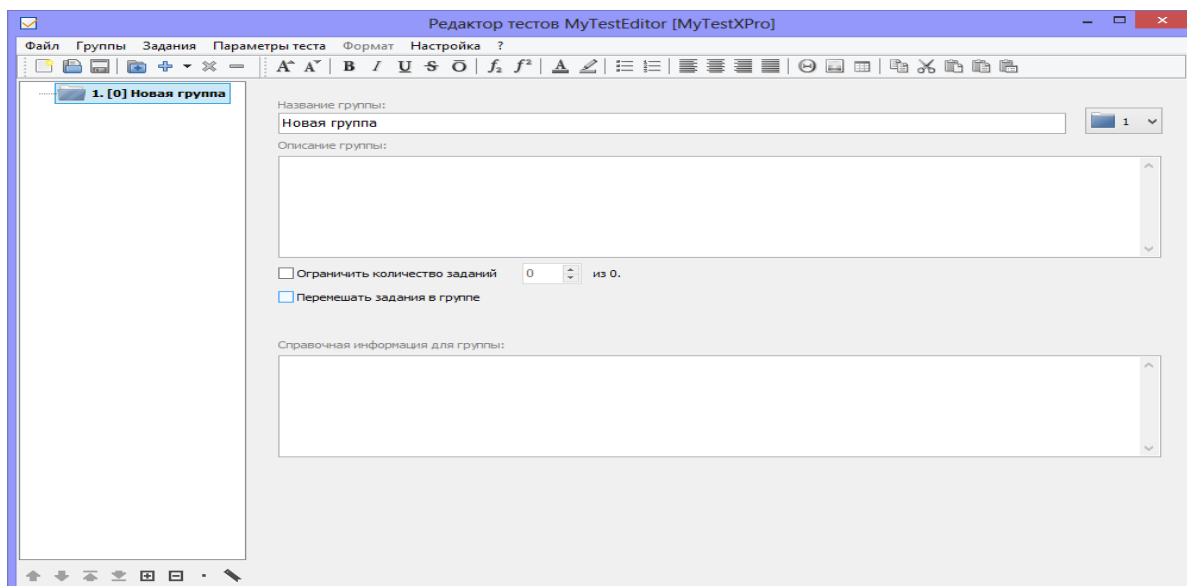 Редактор тестов MyTestEditor [MyTestXPro]
Файл Группы Задания Параметры теста Формат Настройка ?
1. [0] Новая группа
Название группы:
Новая группа
1
Описание группы:
Ограничить количество заданий 0 из 0.
Перемешать задания в группе
Справочная информация для группы: